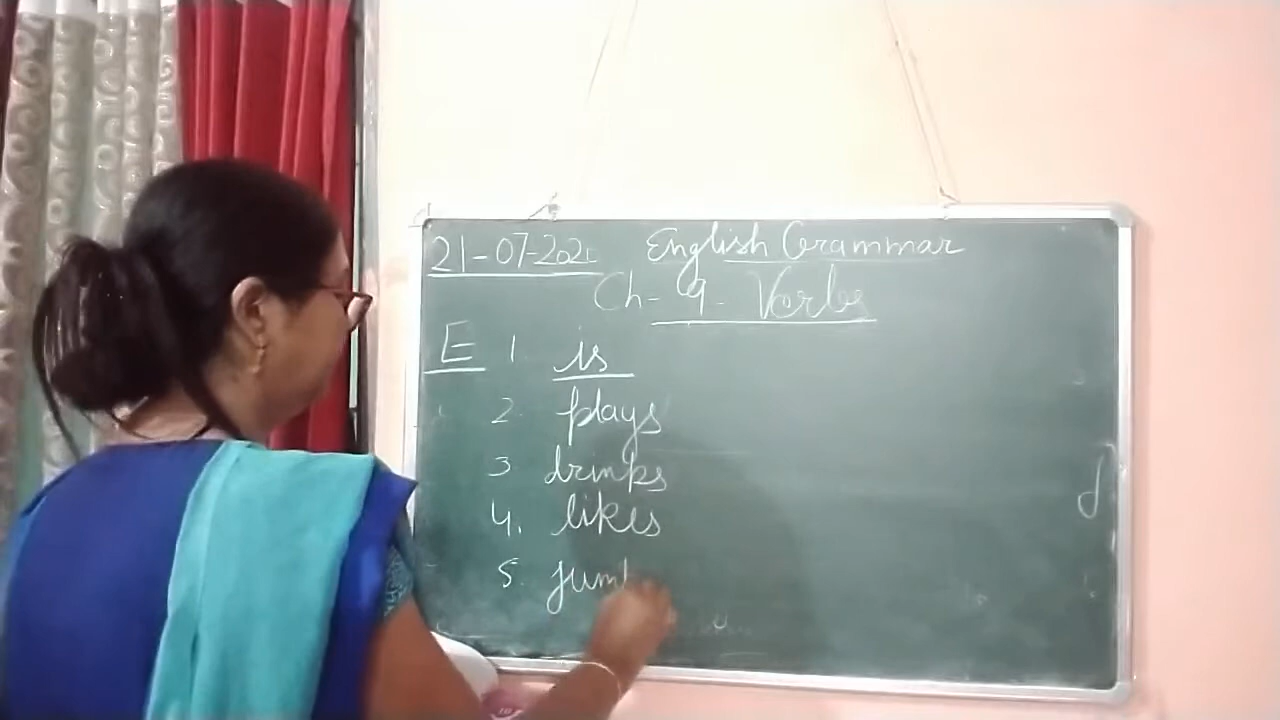 21-07-2021 English Grammar
Ch- 9. Verbs
E 1 is
2. plays
3 drinks
4. likes
5. jum
d